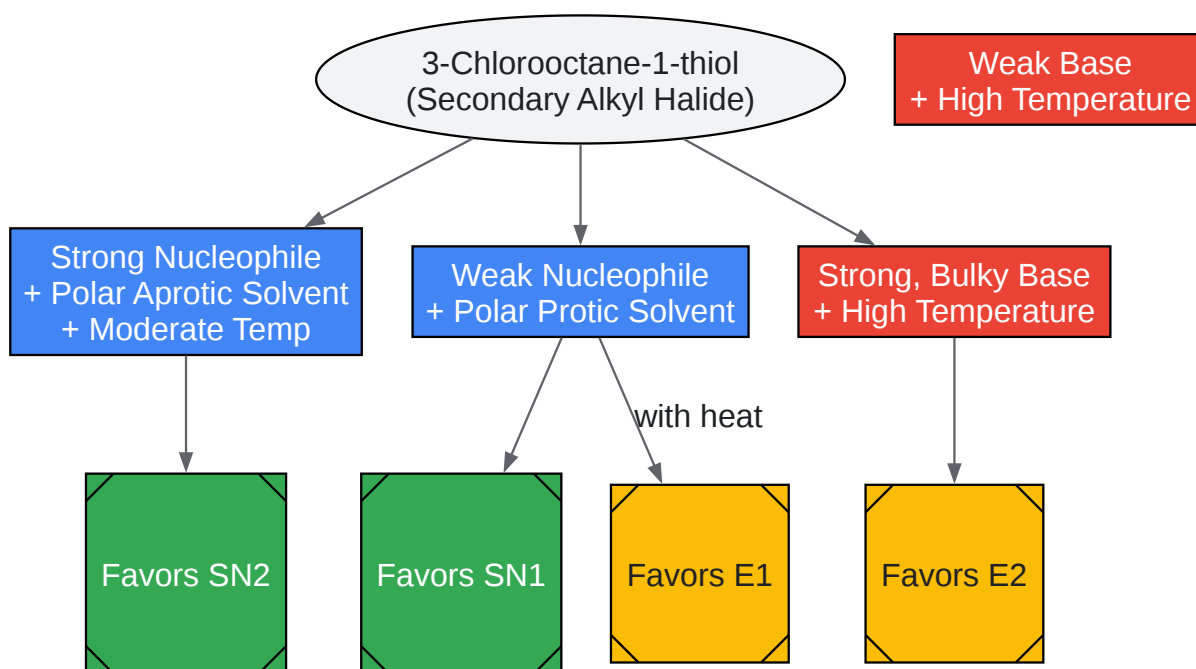 3-Chlorooctane-1-thiol
(Secondary Alkyl Halide)
Weak Base
+ High Temperature
Strong Nucleophile
+ Polar Aprotic Solvent
+ Moderate Temp
Weak Nucleophile
+ Polar Protic Solvent
Strong, Bulky Base
+ High Temperature
with heat
Favors SN2
Favors SN1
Favors E1
Favors E2